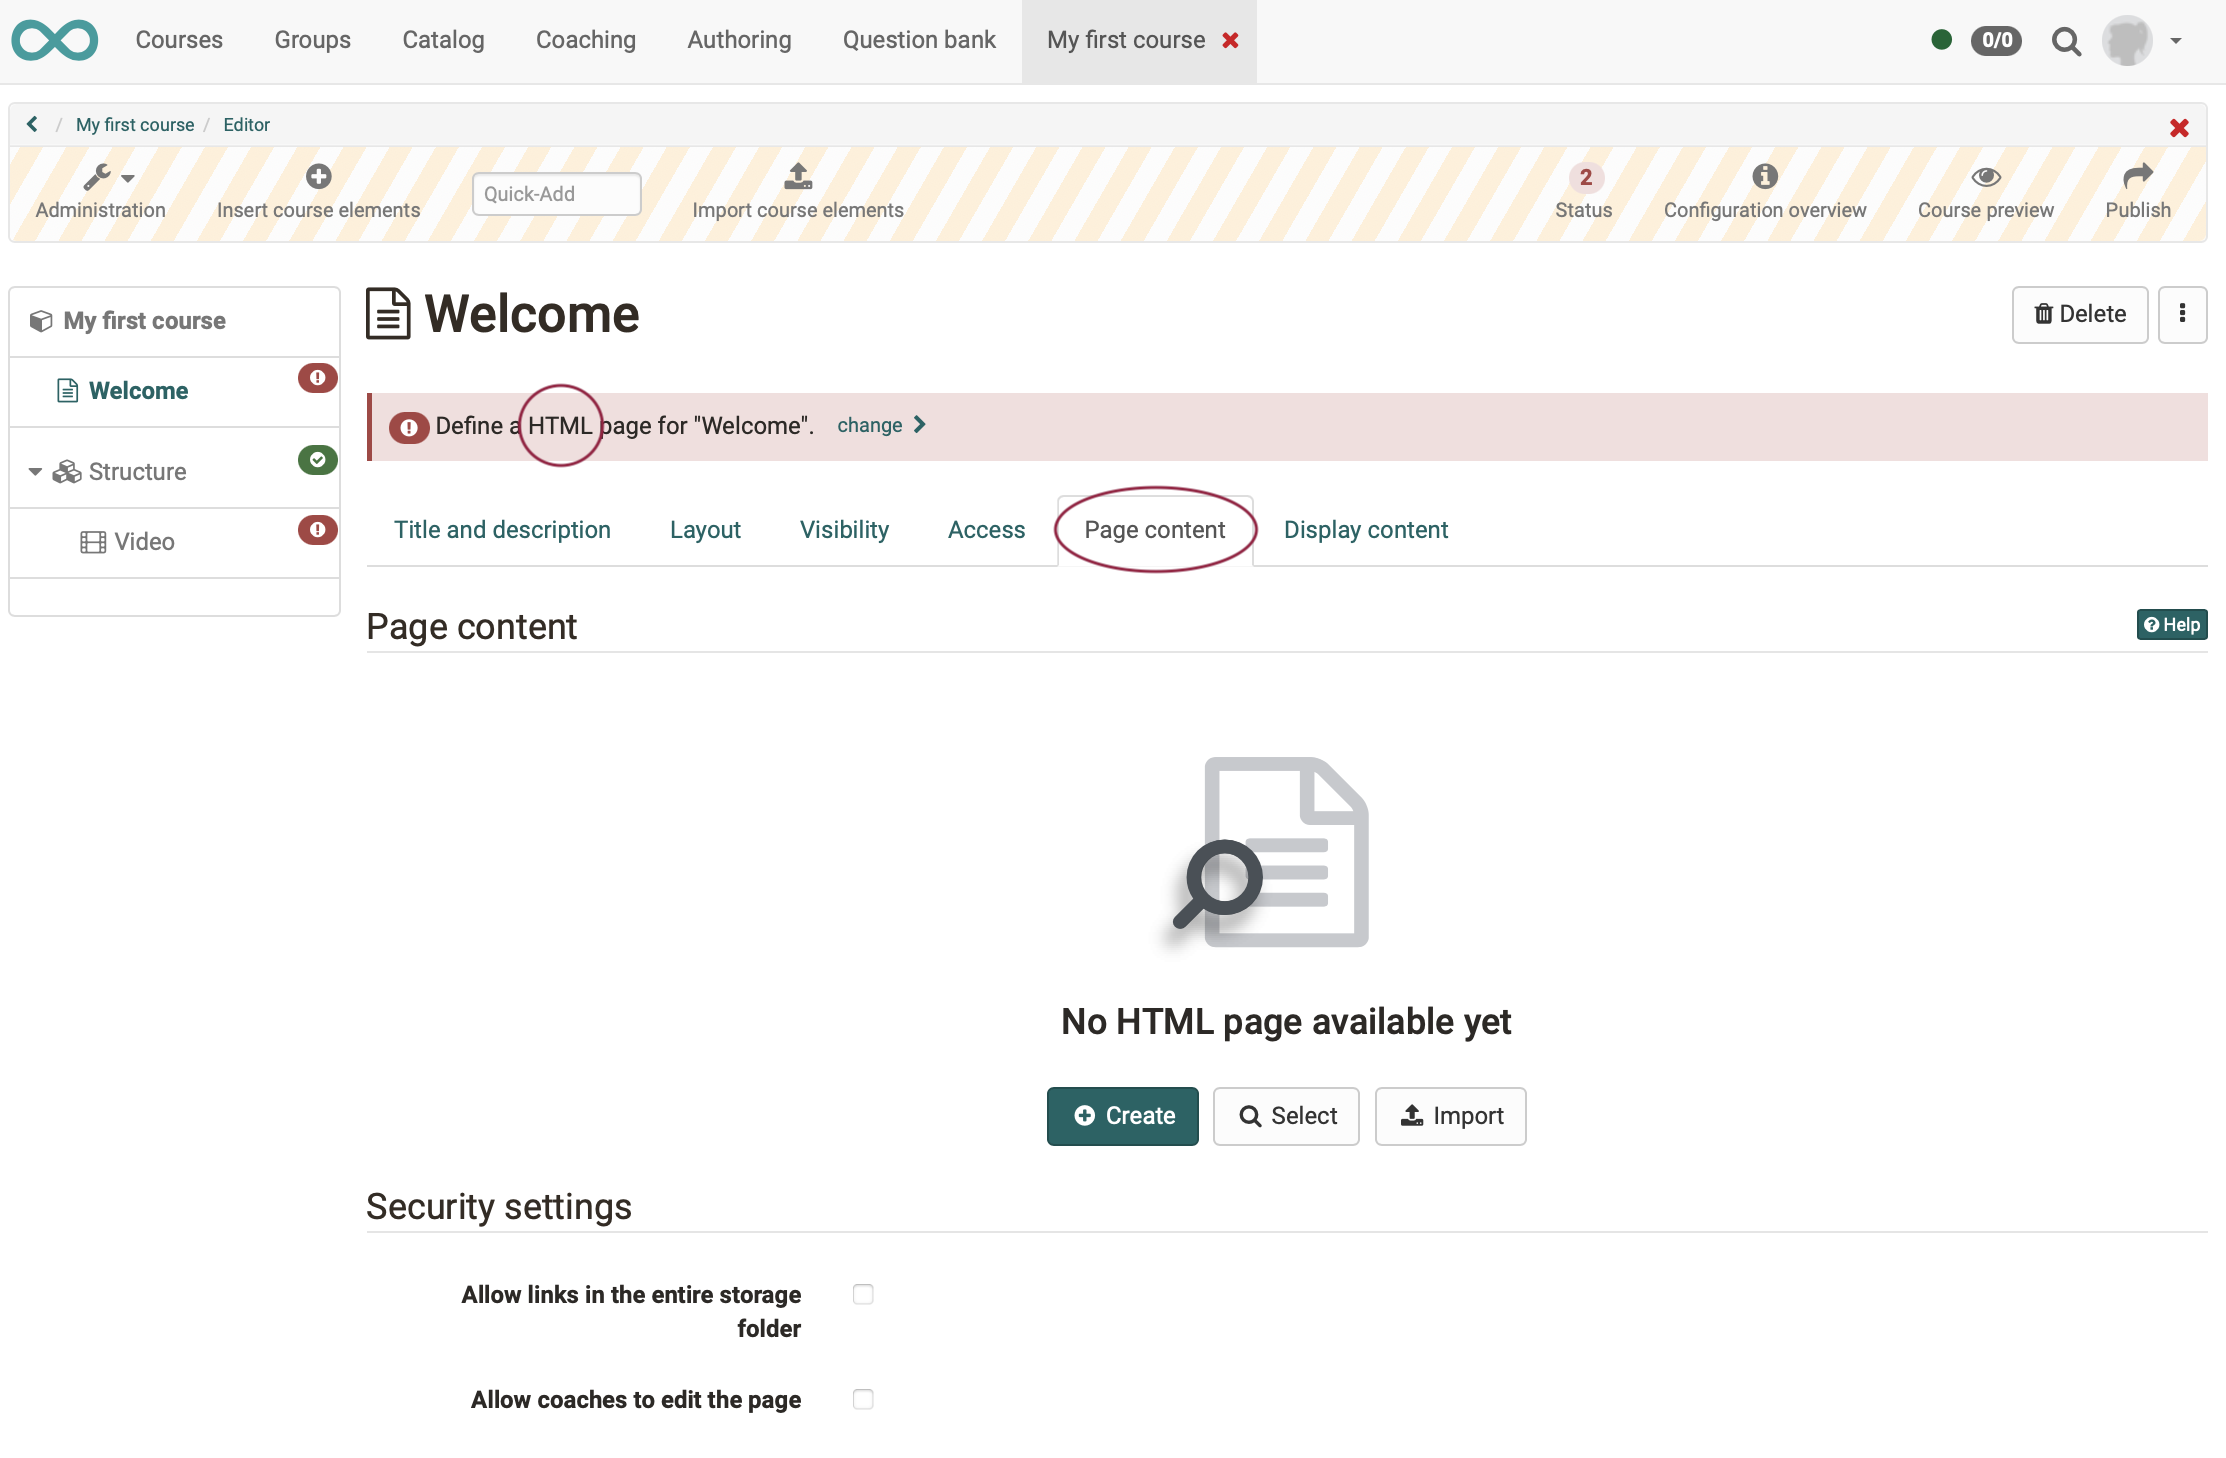 Courses Groups Catalog Coaching Authoring Question bank My first course 0/0
/ My first course / Editor
Administration Insert course elements Quick-Add Import course elements 2 Status Configuration overview Course preview Publish
My first course
Welcome
Structure
Video
Welcome
Delete
Define a HTML page for "Welcome". change
Title and description Layout Visibility Access Page content Display content
Page content
Help
No HTML page available yet
Create Select Import
Security settings
Allow links in the entire storage
folder
Allow coaches to edit the page